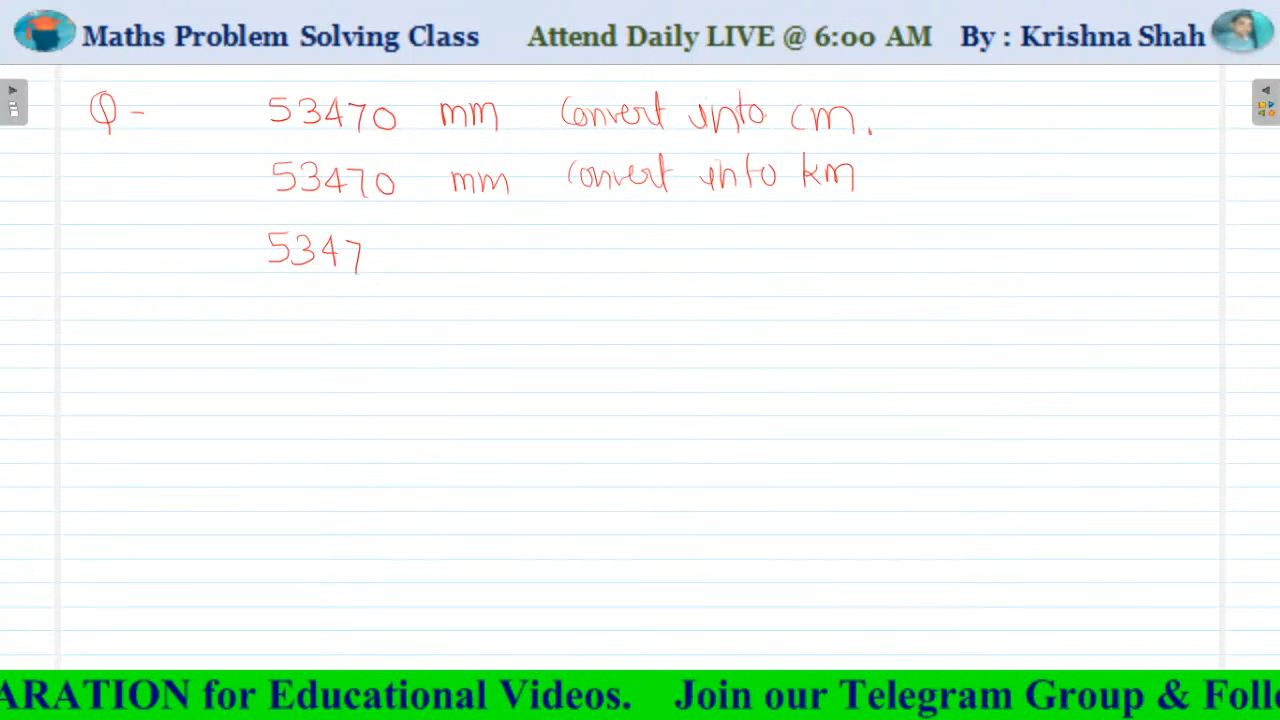 Maths Problem Solving Class Attend Daily LIVE @ 6:00 AM By : Krishna Shah
Q - 53470 mm convert into cm.
53470 mm convert into km
5347
ARATION for Educational Videos. Join our Telegram Group & Foll